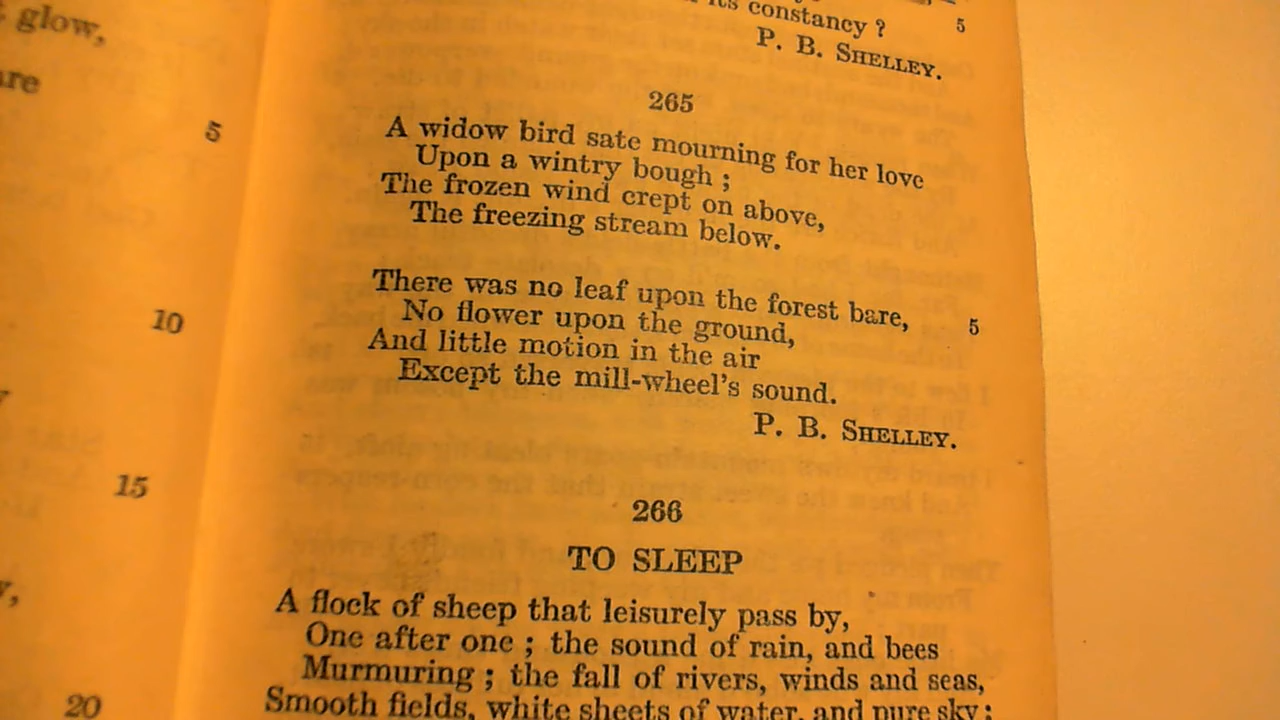 glow,
5
10
15
20
its constancy ? 5
P. B. SHELLEY.
265
A widow bird sate mourning for her love
Upon a wintry bough ;
The frozen wind crept on above,
The freezing stream below.
There was no leaf upon the forest bare, 5
No flower upon the ground,
And little motion in the air
Except the mill-wheel's sound.
P. B. SHELLEY.
266
TO SLEEP
A flock of sheep that leisurely pass by,
One after one ; the sound of rain, and bees
Murmuring ; the fall of rivers, winds and seas,
Smooth fields, white sheets of water, and pure sky ;